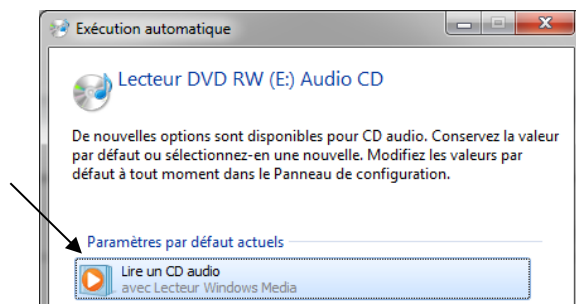 Exécution automatique
Lecteur DVD RW (E:) Audio CD
De nouvelles options sont disponibles pour CD audio. Conservez la valeur
par défaut ou sélectionnez-en une nouvelle. Modifiez les valeurs par
défaut à tout moment dans le Panneau de configuration.
Paramètres par défaut actuels
Lire un CD audio
avec Lecteur Windows Media